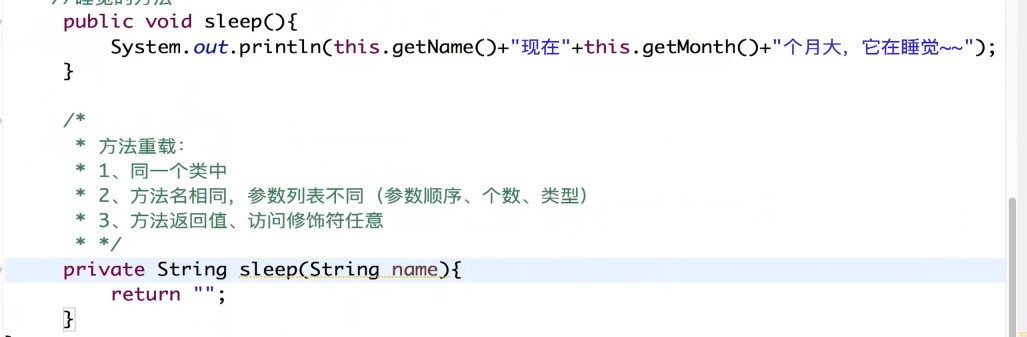 //睡觉的方法
public void sleep(){
System.out.println(this.getName()+"现在"+this.getMonth()+"个月大，它在睡觉~~");
}
/*
* 方法重载：
* 1、同一个类中
* 2、方法名相同，参数列表不同（参数顺序、个数、类型）
* 3、方法返回值、访问修饰符任意
* */
private String sleep(String name){
return "";
}